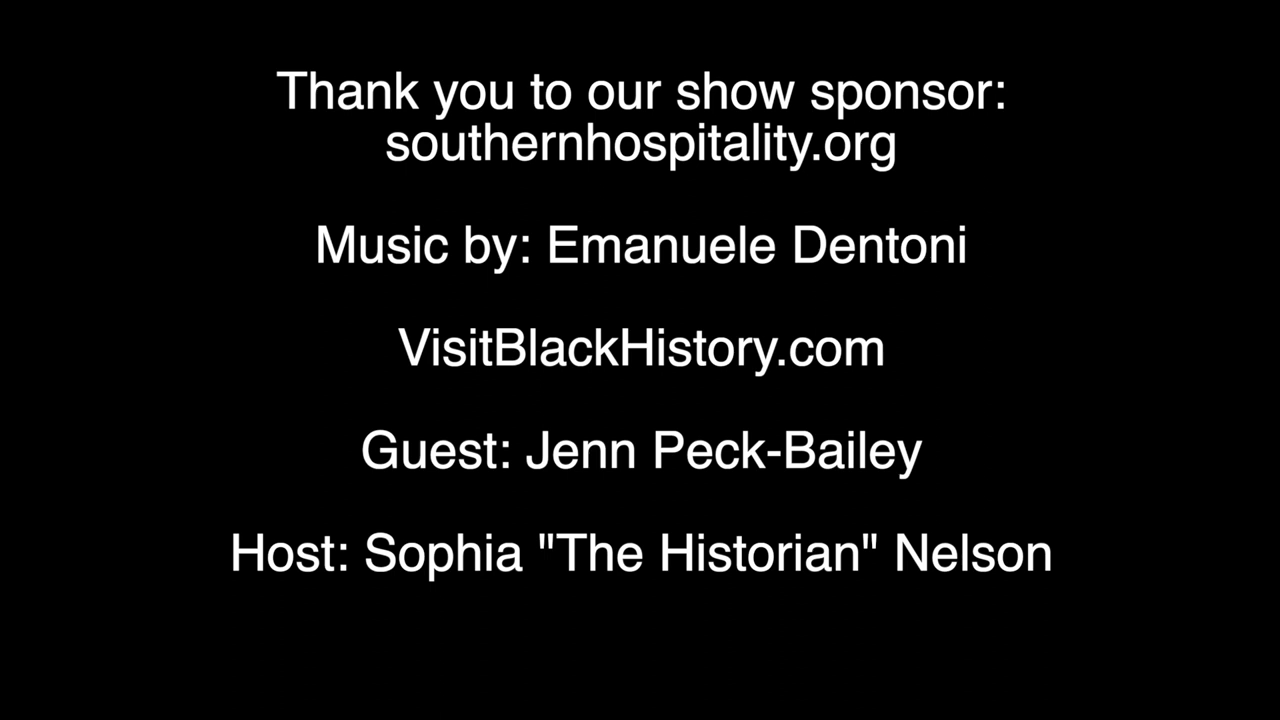 Thank you to our show sponsor:
southernhospitality.org
Music by: Emanuele Dentoni
VisitBlackHistory.com
Guest: Jenn Peck-Bailey
Host: Sophia "The Historian" Nelson